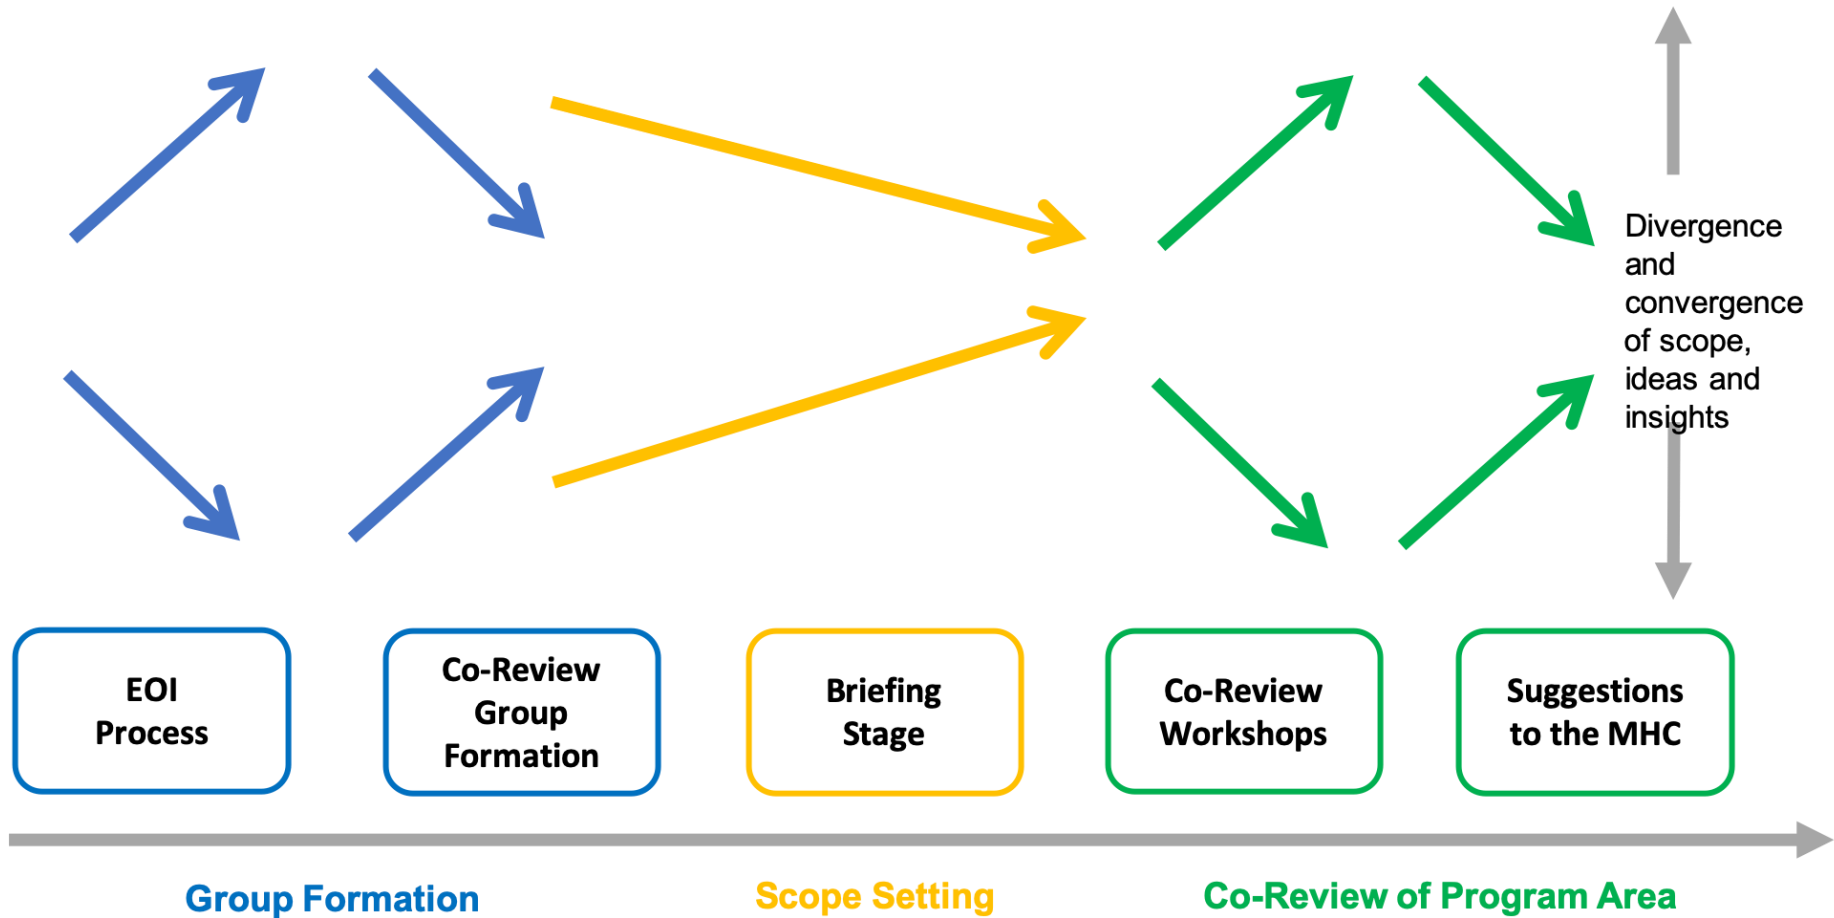 Divergence
and
convergence
of scope,
ideas and
insights
EOI
Process
Co-Review
Group
Formation
Briefing
Stage
Co-Review
Workshops
Suggestions
to the MHC
Group Formation
Scope Setting
Co-Review of Program Area